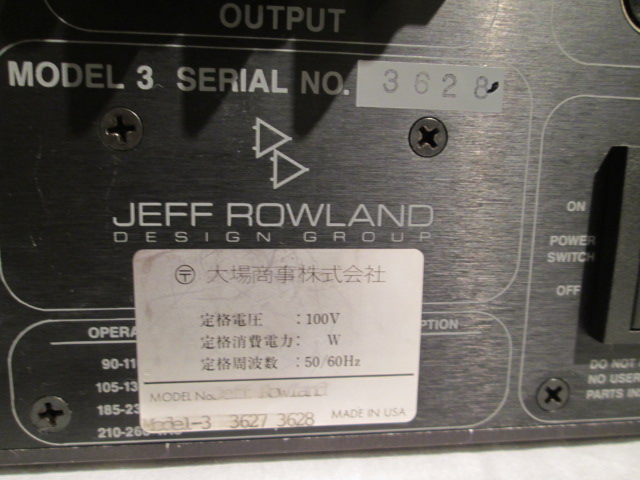 OUTPUT
MODEL 3 SERIAL NO. 3628
JEFF ROWLAND
DESIGN GROUP
ON
POWER
SWITCH
OFF
〒 大場商事株式会社
定格電圧 : 100V
定格消費電力: W
定格周波数 : 50/60Hz
MODEL No. Jeff Rowland
Model-3 3627 3628 MADE IN USA
90-11
105-13
185-23
210-26
DO NOT
NO USER
PARTS IN